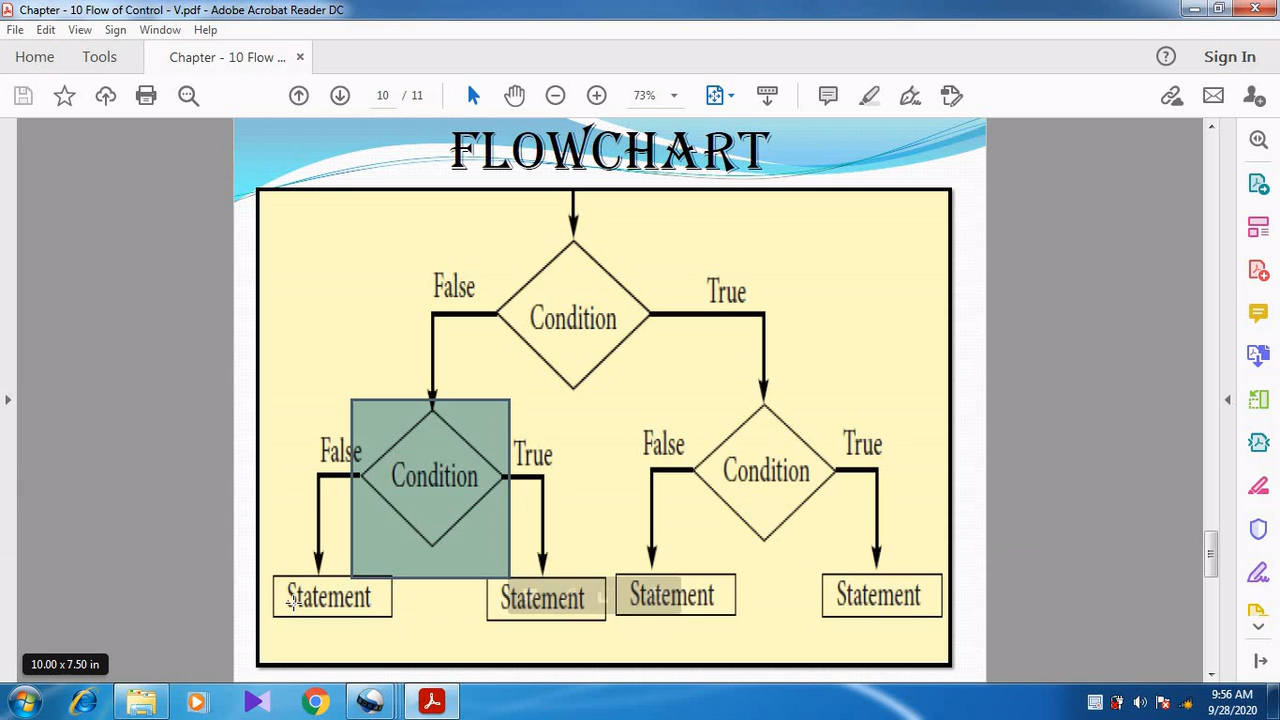 Chapter - 10 Flow of Control - V.pdf - Adobe Acrobat Reader DC
File Edit View Sign Window Help
Home Tools Chapter - 10 Flow ... × Sign In
10 / 11 73%
FLOWCHART
False True
Condition
False True False True
Condition Condition
Statement Statement Statement Statement
10.00 x 7.50 in
9:56 AM
9/28/2020